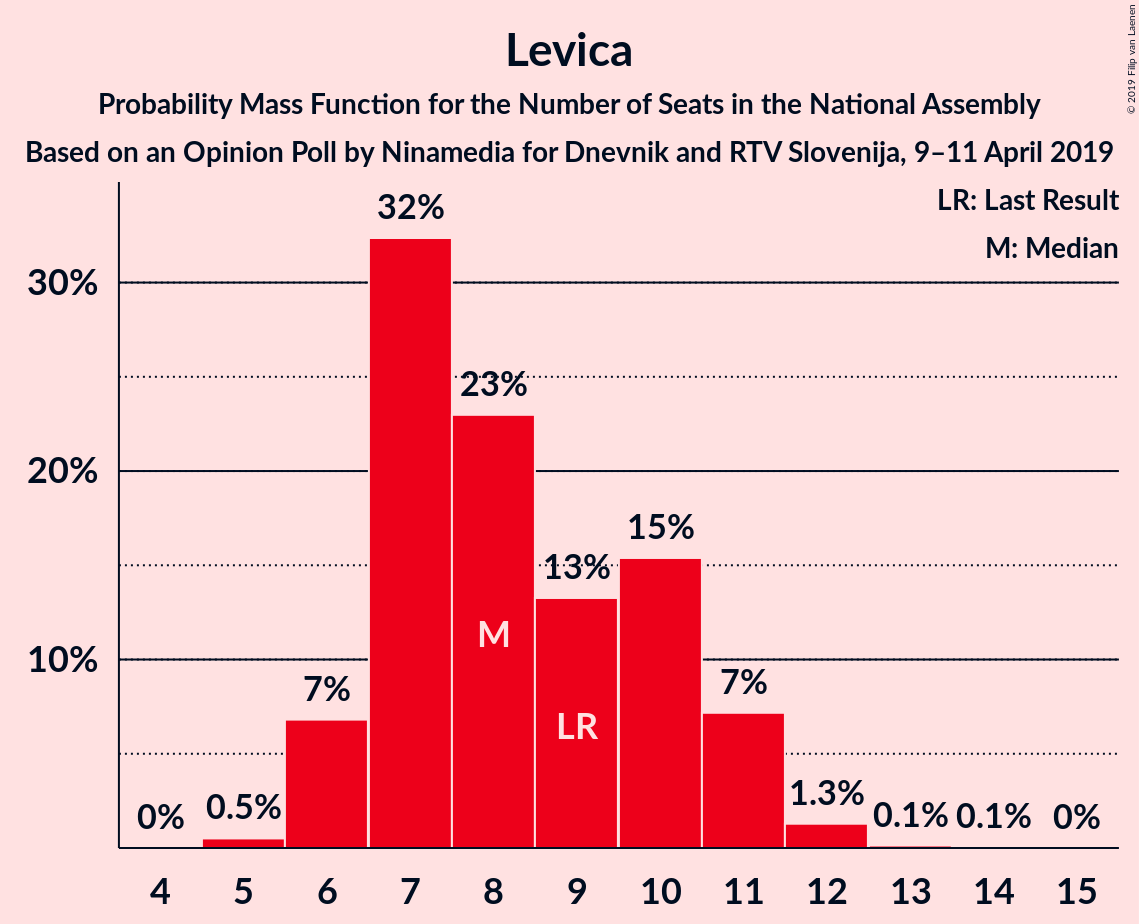 Levica
Probability Mass Function for the Number of Seats in the National Assembly
Based on an Opinion Poll by Ninamedia for Dnevnik and RTV Slovenija, 9–11 April 2019
© 2019 Filip van Laenen
LR: Last Result
M: Median
30%
20%
10%
0%
0.5%
7%
32%
23%
13%
15%
7%
1.3%
0.1%
0.1%
0%
M
LR
4 5 6 7 8 9 10 11 12 13 14 15